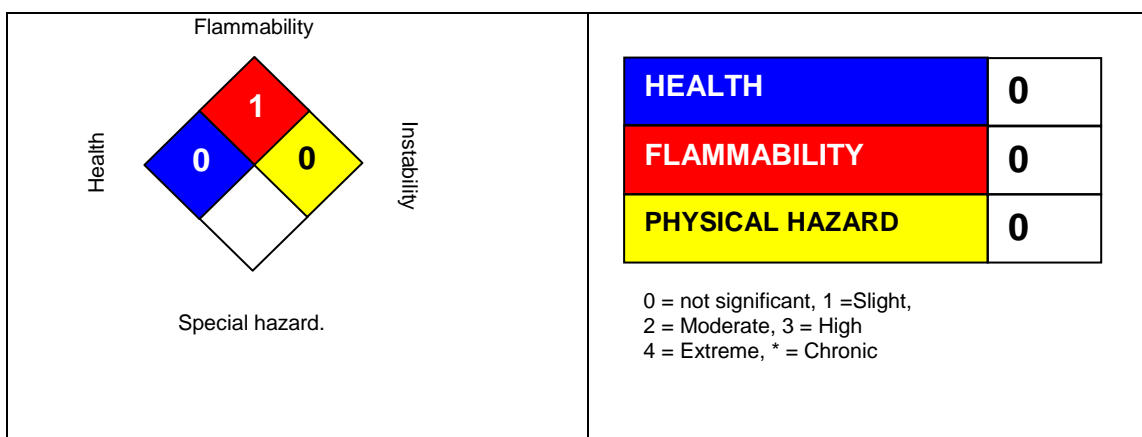 Flammability
1
Health
0
0
Instability
Special hazard.
HEALTH 0
FLAMMABILITY 0
PHYSICAL HAZARD 0
0 = not significant, 1 =Slight,
2 = Moderate, 3 = High
4 = Extreme, * = Chronic